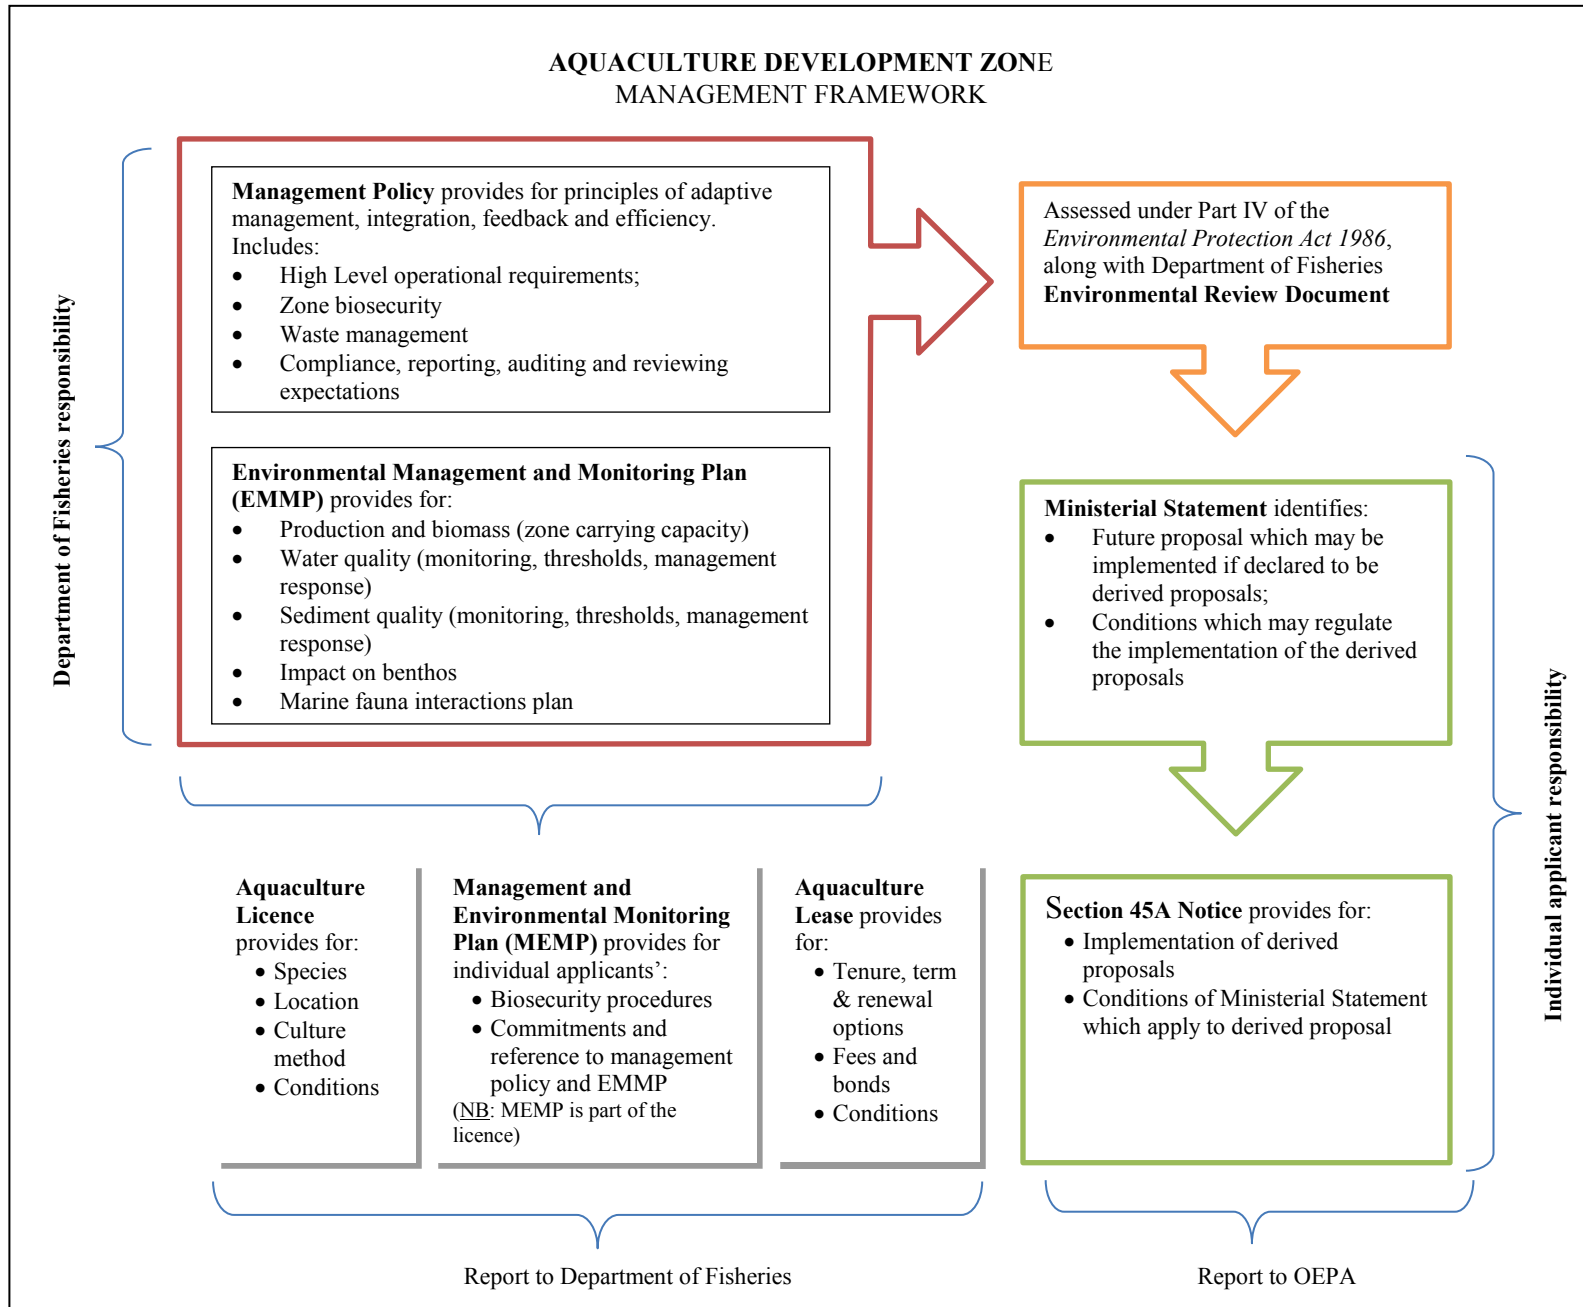 AQUACULTURE DEVELOPMENT ZONE
MANAGEMENT FRAMEWORK
Department of Fisheries responsibility
Management Policy provides for principles of adaptive
management, integration, feedback and efficiency.
Includes:
• High Level operational requirements;
• Zone biosecurity
• Waste management
• Compliance, reporting, auditing and reviewing
expectations
Environmental Management and Monitoring Plan
(EMMP) provides for:
• Production and biomass (zone carrying capacity)
• Water quality (monitoring, thresholds, management
response)
• Sediment quality (monitoring, thresholds, management
response)
• Impact on benthos
• Marine fauna interactions plan
Assessed under Part IV of the
Environmental Protection Act 1986,
along with Department of Fisheries
Environmental Review Document
Ministerial Statement identifies:
• Future proposal which may be
implemented if declared to be
derived proposals;
• Conditions which may regulate
the implementation of the derived
proposals
Individual applicant responsibility
Aquaculture
Licence
provides for:
• Species
• Location
• Culture
method
• Conditions
Management and
Environmental Monitoring
Plan (MEMP) provides for
individual applicants’:
• Biosecurity procedures
• Commitments and
reference to management
policy and EMMP
(NB: MEMP is part of the
licence)
Aquaculture
Lease provides
for:
• Tenure, term
& renewal
options
• Fees and
bonds
• Conditions
Section 45A Notice provides for:
• Implementation of derived
proposals
• Conditions of Ministerial Statement
which apply to derived proposal
Report to Department of Fisheries
Report to OEPA